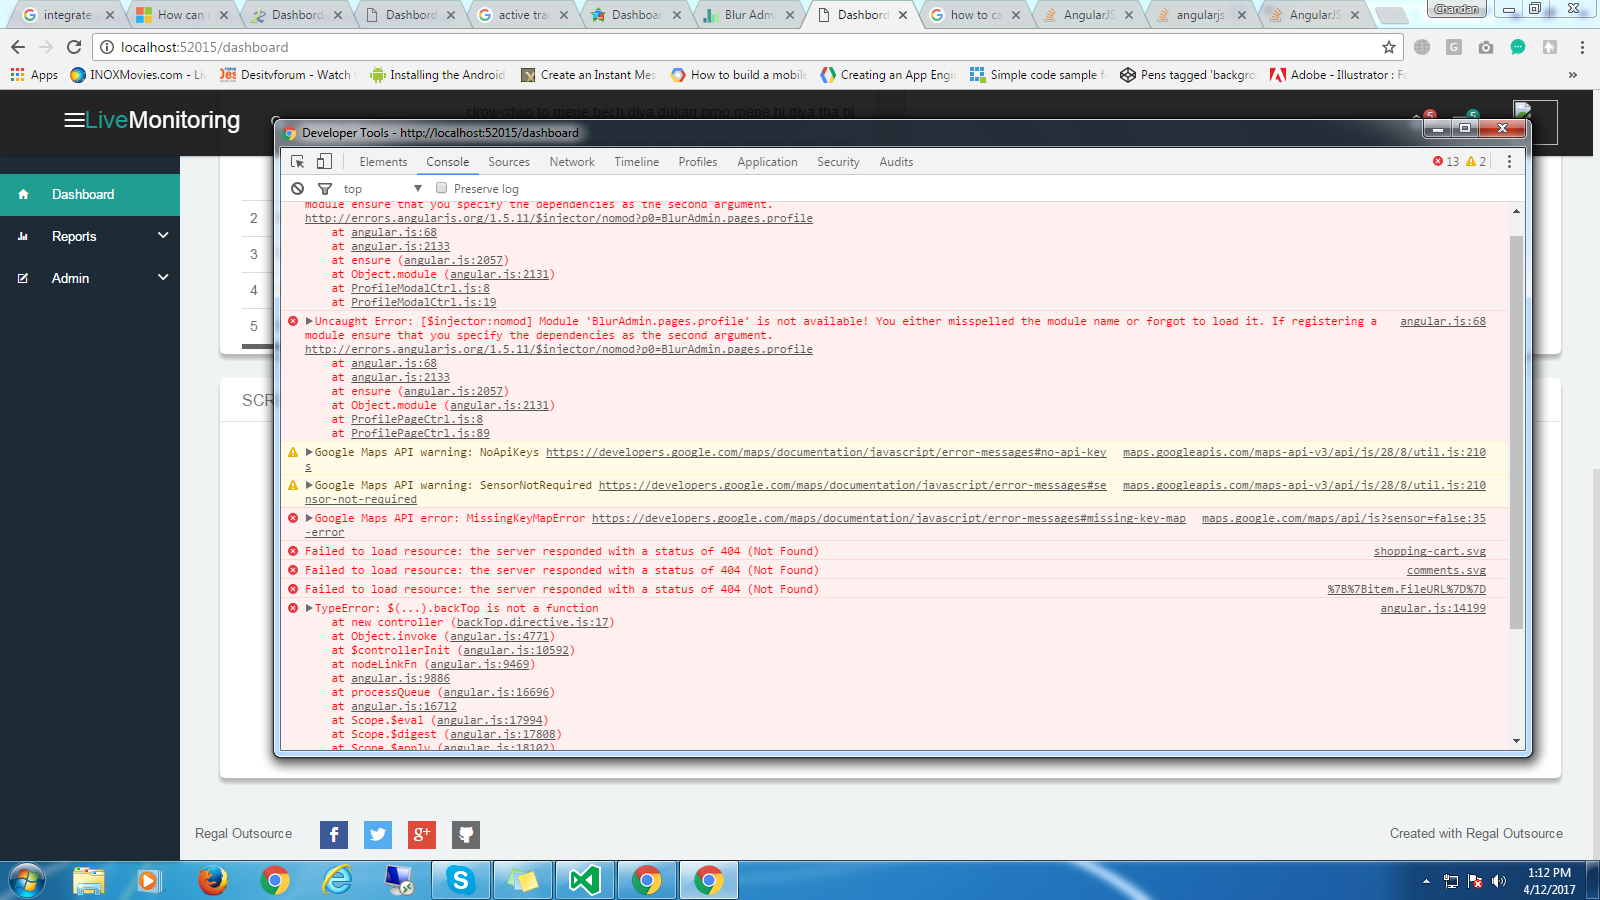 integrate
How can
Dashbord
Dashbord
active tra
Dashboa
Blur Adm
Dashbord
how to ca
AngularJS
angularjs
AngularJS
Chandan
localhost:52015/dashboard
Apps
INOXMovies.com - Li
Desitvforum - Watch
Installing the Android
Create an Instant Mes
How to build a mobile
Creating an App Engi
Simple code sample f
Pens tagged 'backgro
Adobe - Illustrator : F
LiveMonitoring
5
5
Dashboard
Reports
Admin
2
3
4
5
SCR
Developer Tools - http://localhost:52015/dashboard
Elements Console Sources Network Timeline Profiles Application Security Audits
13 2
top Preserve log
module ensure that you specify the dependencies as the second argument.
http://errors.angularjs.org/1.5.11/$injector/nomod?p0=BlurAdmin.pages.profile
at angular.js:68
at angular.js:2133
at ensure (angular.js:2057)
at Object.module (angular.js:2131)
at ProfileModalCtrl.js:8
at ProfileModalCtrl.js:19
Uncaught Error: [$injector:nomod] Module 'BlurAdmin.pages.profile' is not available! You either misspelled the module name or forgot to load it. If registering a angular.js:68
module ensure that you specify the dependencies as the second argument.
http://errors.angularjs.org/1.5.11/$injector/nomod?p0=BlurAdmin.pages.profile
at angular.js:68
at angular.js:2133
at ensure (angular.js:2057)
at Object.module (angular.js:2131)
at ProfilePageCtrl.js:8
at ProfilePageCtrl.js:89
Google Maps API warning: NoApiKeys https://developers.google.com/maps/documentation/javascript/error-messages#no-api-key maps.googleapis.com/maps-api-v3/api/js/28/8/util.js:210
s
Google Maps API warning: SensorNotRequired https://developers.google.com/maps/documentation/javascript/error-messages#se maps.googleapis.com/maps-api-v3/api/js/28/8/util.js:210
nsor-not-required
Google Maps API error: MissingKeyMapError https://developers.google.com/maps/documentation/javascript/error-messages#missing-key-map maps.google.com/maps/api/js?sensor=false:35
-error
Failed to load resource: the server responded with a status of 404 (Not Found) shopping-cart.svg
Failed to load resource: the server responded with a status of 404 (Not Found) comments.svg
Failed to load resource: the server responded with a status of 404 (Not Found) %7B%7Bitem.FileURL%7D%7D
TypeError: $(...).backTop is not a function angular.js:14199
at new controller (backTop.directive.js:17)
at Object.invoke (angular.js:4771)
at $controllerInit (angular.js:10592)
at nodeLinkFn (angular.js:9469)
at angular.js:9886
at processQueue (angular.js:16696)
at angular.js:16712
at Scope.$eval (angular.js:17994)
at Scope.$digest (angular.js:17808)
at Scope.$apply (angular.js:18102)
Regal Outsource
Created with Regal Outsource
1:12 PM
4/12/2017